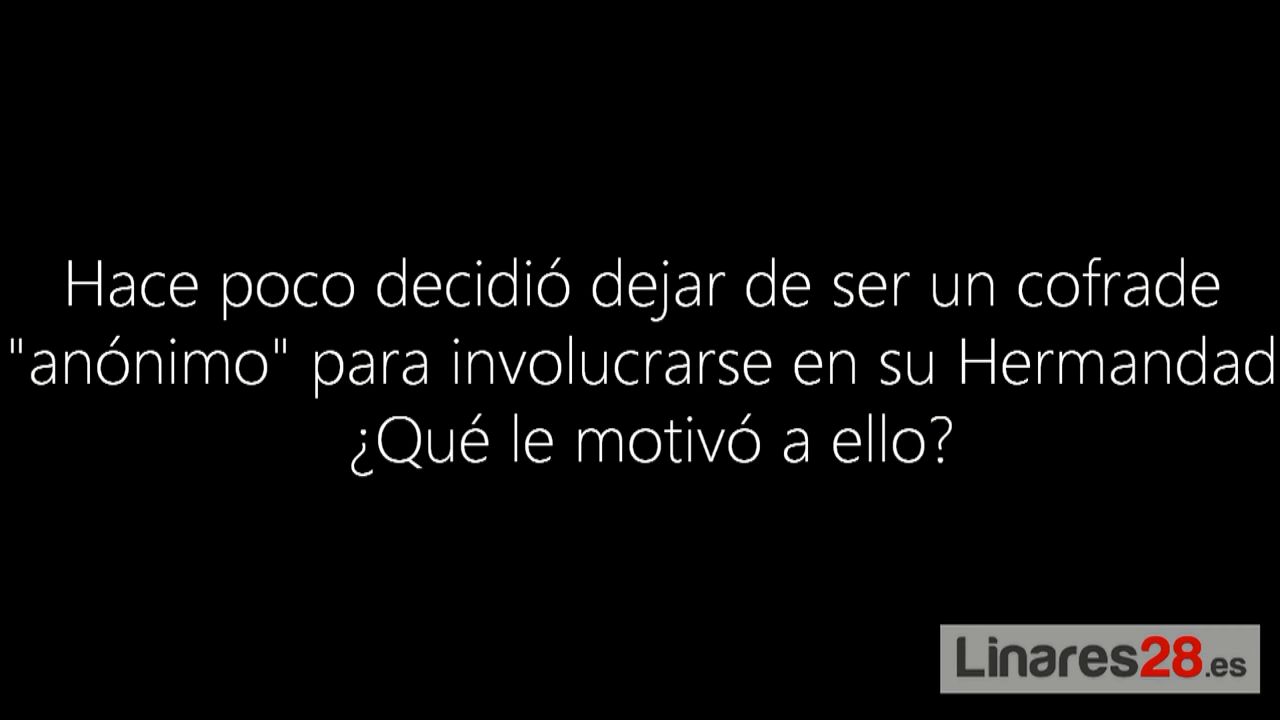 Hace poco decidió dejar de ser un cofrade
"anónimo" para involucrarse en su Hermandad
¿Qué le motivó a ello?
Linares28.es